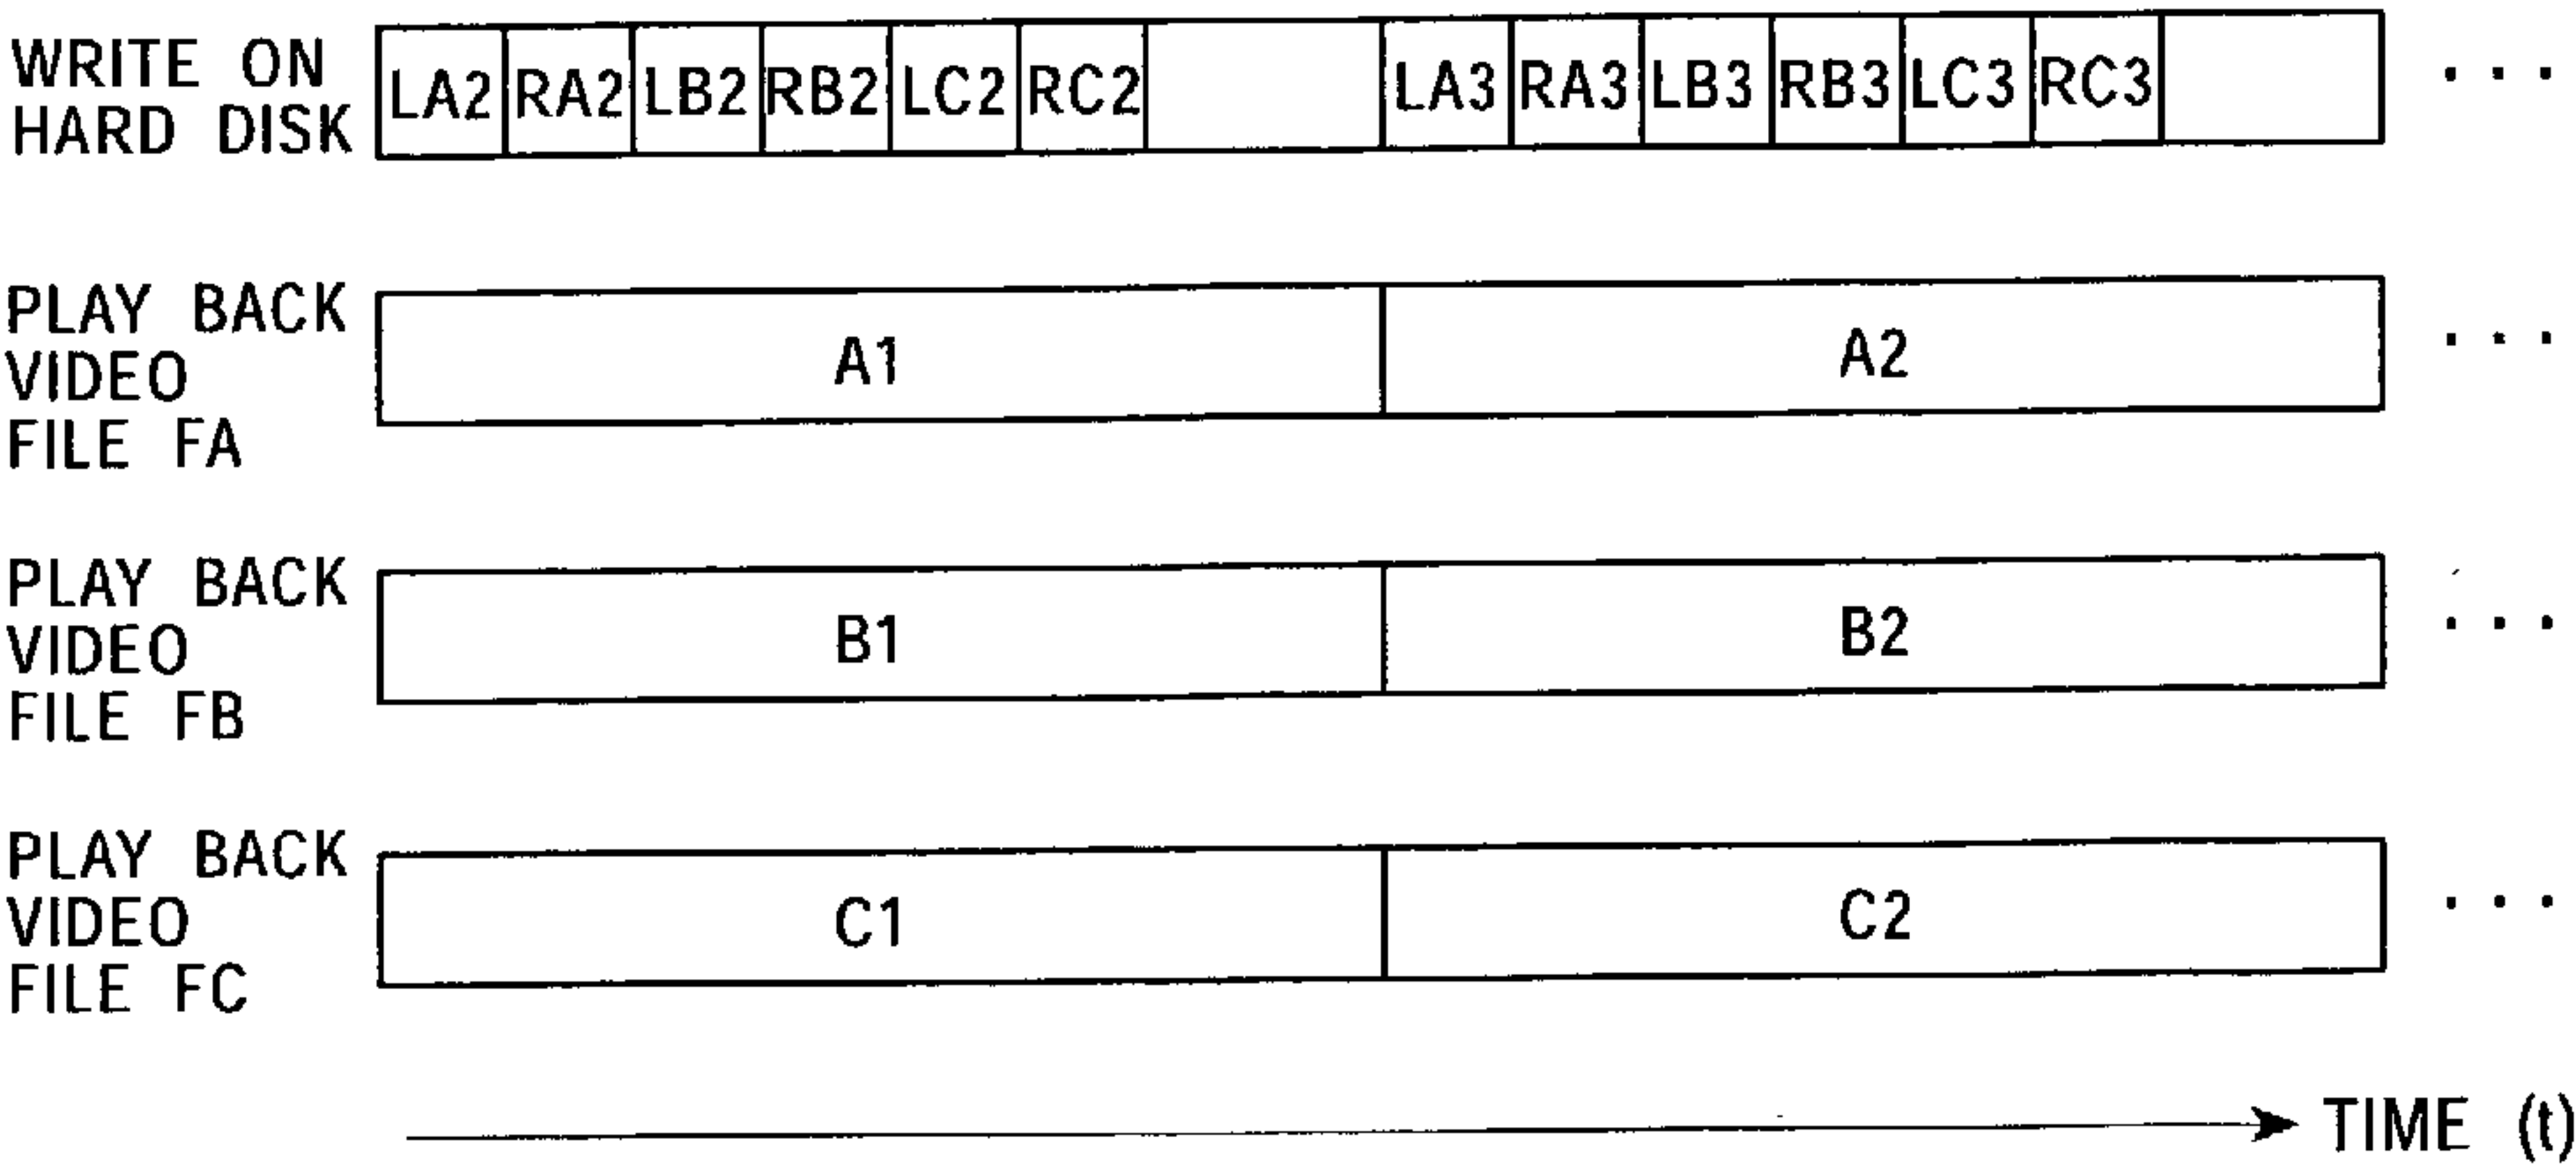 WRITE ON
HARD DISK
LA2 RA2 LB2 RB2 LC2 RC2 LA3 RA3 LB3 RB3 LC3 RC3 . . .
PLAY BACK
VIDEO
FILE FA
A1 A2 . . .
PLAY BACK
VIDEO
FILE FB
B1 B2 . . .
PLAY BACK
VIDEO
FILE FC
C1 C2 . . .
TIME (t)